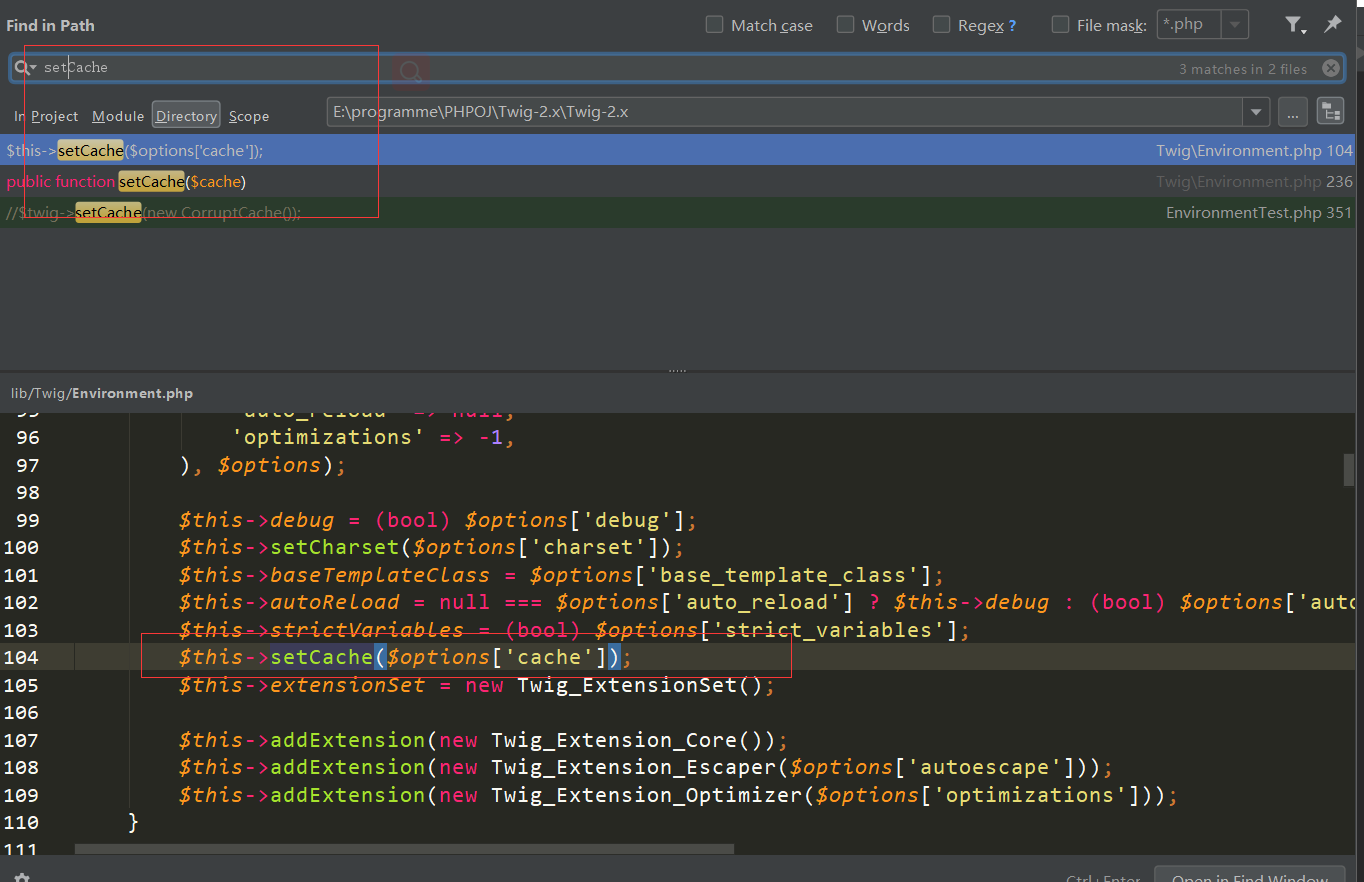 Find in Path
Match case
Words
Regex ?
File mask:
*.php
setCache
3 matches in 2 files
In Project
Module
Directory
Scope
E:\programme\PHPOJ\Twig-2.x\Twig-2.x
...
$this->setCache($options['cache']);
Twig\Environment.php 104
public function setCache($cache)
Twig\Environment.php 236
//$twig->setCache(new CorruptCache());
EnvironmentTest.php 351
lib/Twig/Environment.php
95 'auto_reload' => null,
96 'optimizations' => -1,
97 ), $options);
98
99 $this->debug = (bool) $options['debug'];
100 $this->setCharset($options['charset']);
101 $this->baseTemplateClass = $options['base_template_class'];
102 $this->autoReload = null === $options['auto_reload'] ? $this->debug : (bool) $options['auto
103 $this->strictVariables = (bool) $options['strict_variables'];
104 $this->setCache($options['cache']);
105 $this->extensionSet = new Twig_ExtensionSet();
106
107 $this->addExtension(new Twig_Extension_Core());
108 $this->addExtension(new Twig_Extension_Escaper($options['autoescape']));
109 $this->addExtension(new Twig_Extension_Optimizer($options['optimizations']));
110 }
111
Ctrl+Enter
Open in Find Window